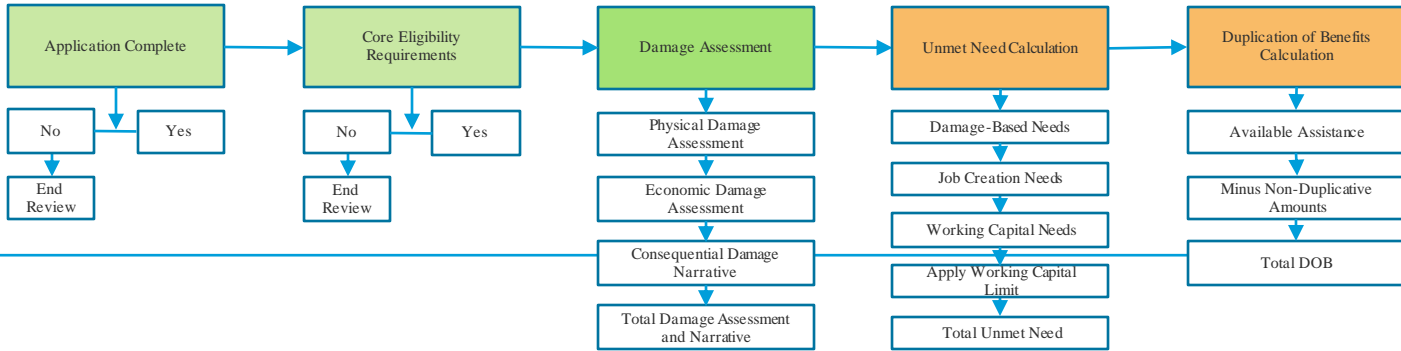 Application Complete
Core Eligibility
Requirements
Damage Assessment
Unmet Need Calculation
Duplication of Benefits
Calculation
No
Yes
End
Review
No
Yes
End
Review
Physical Damage
Assessment
Economic Damage
Assessment
Consequential Damage
Narrative
Total Damage Assessment
and Narrative
Damage-Based Needs
Job Creation Needs
Working Capital Needs
Apply Working Capital
Limit
Total Unmet Need
Available Assistance
Minus Non-Duplicative
Amounts
Total DOB